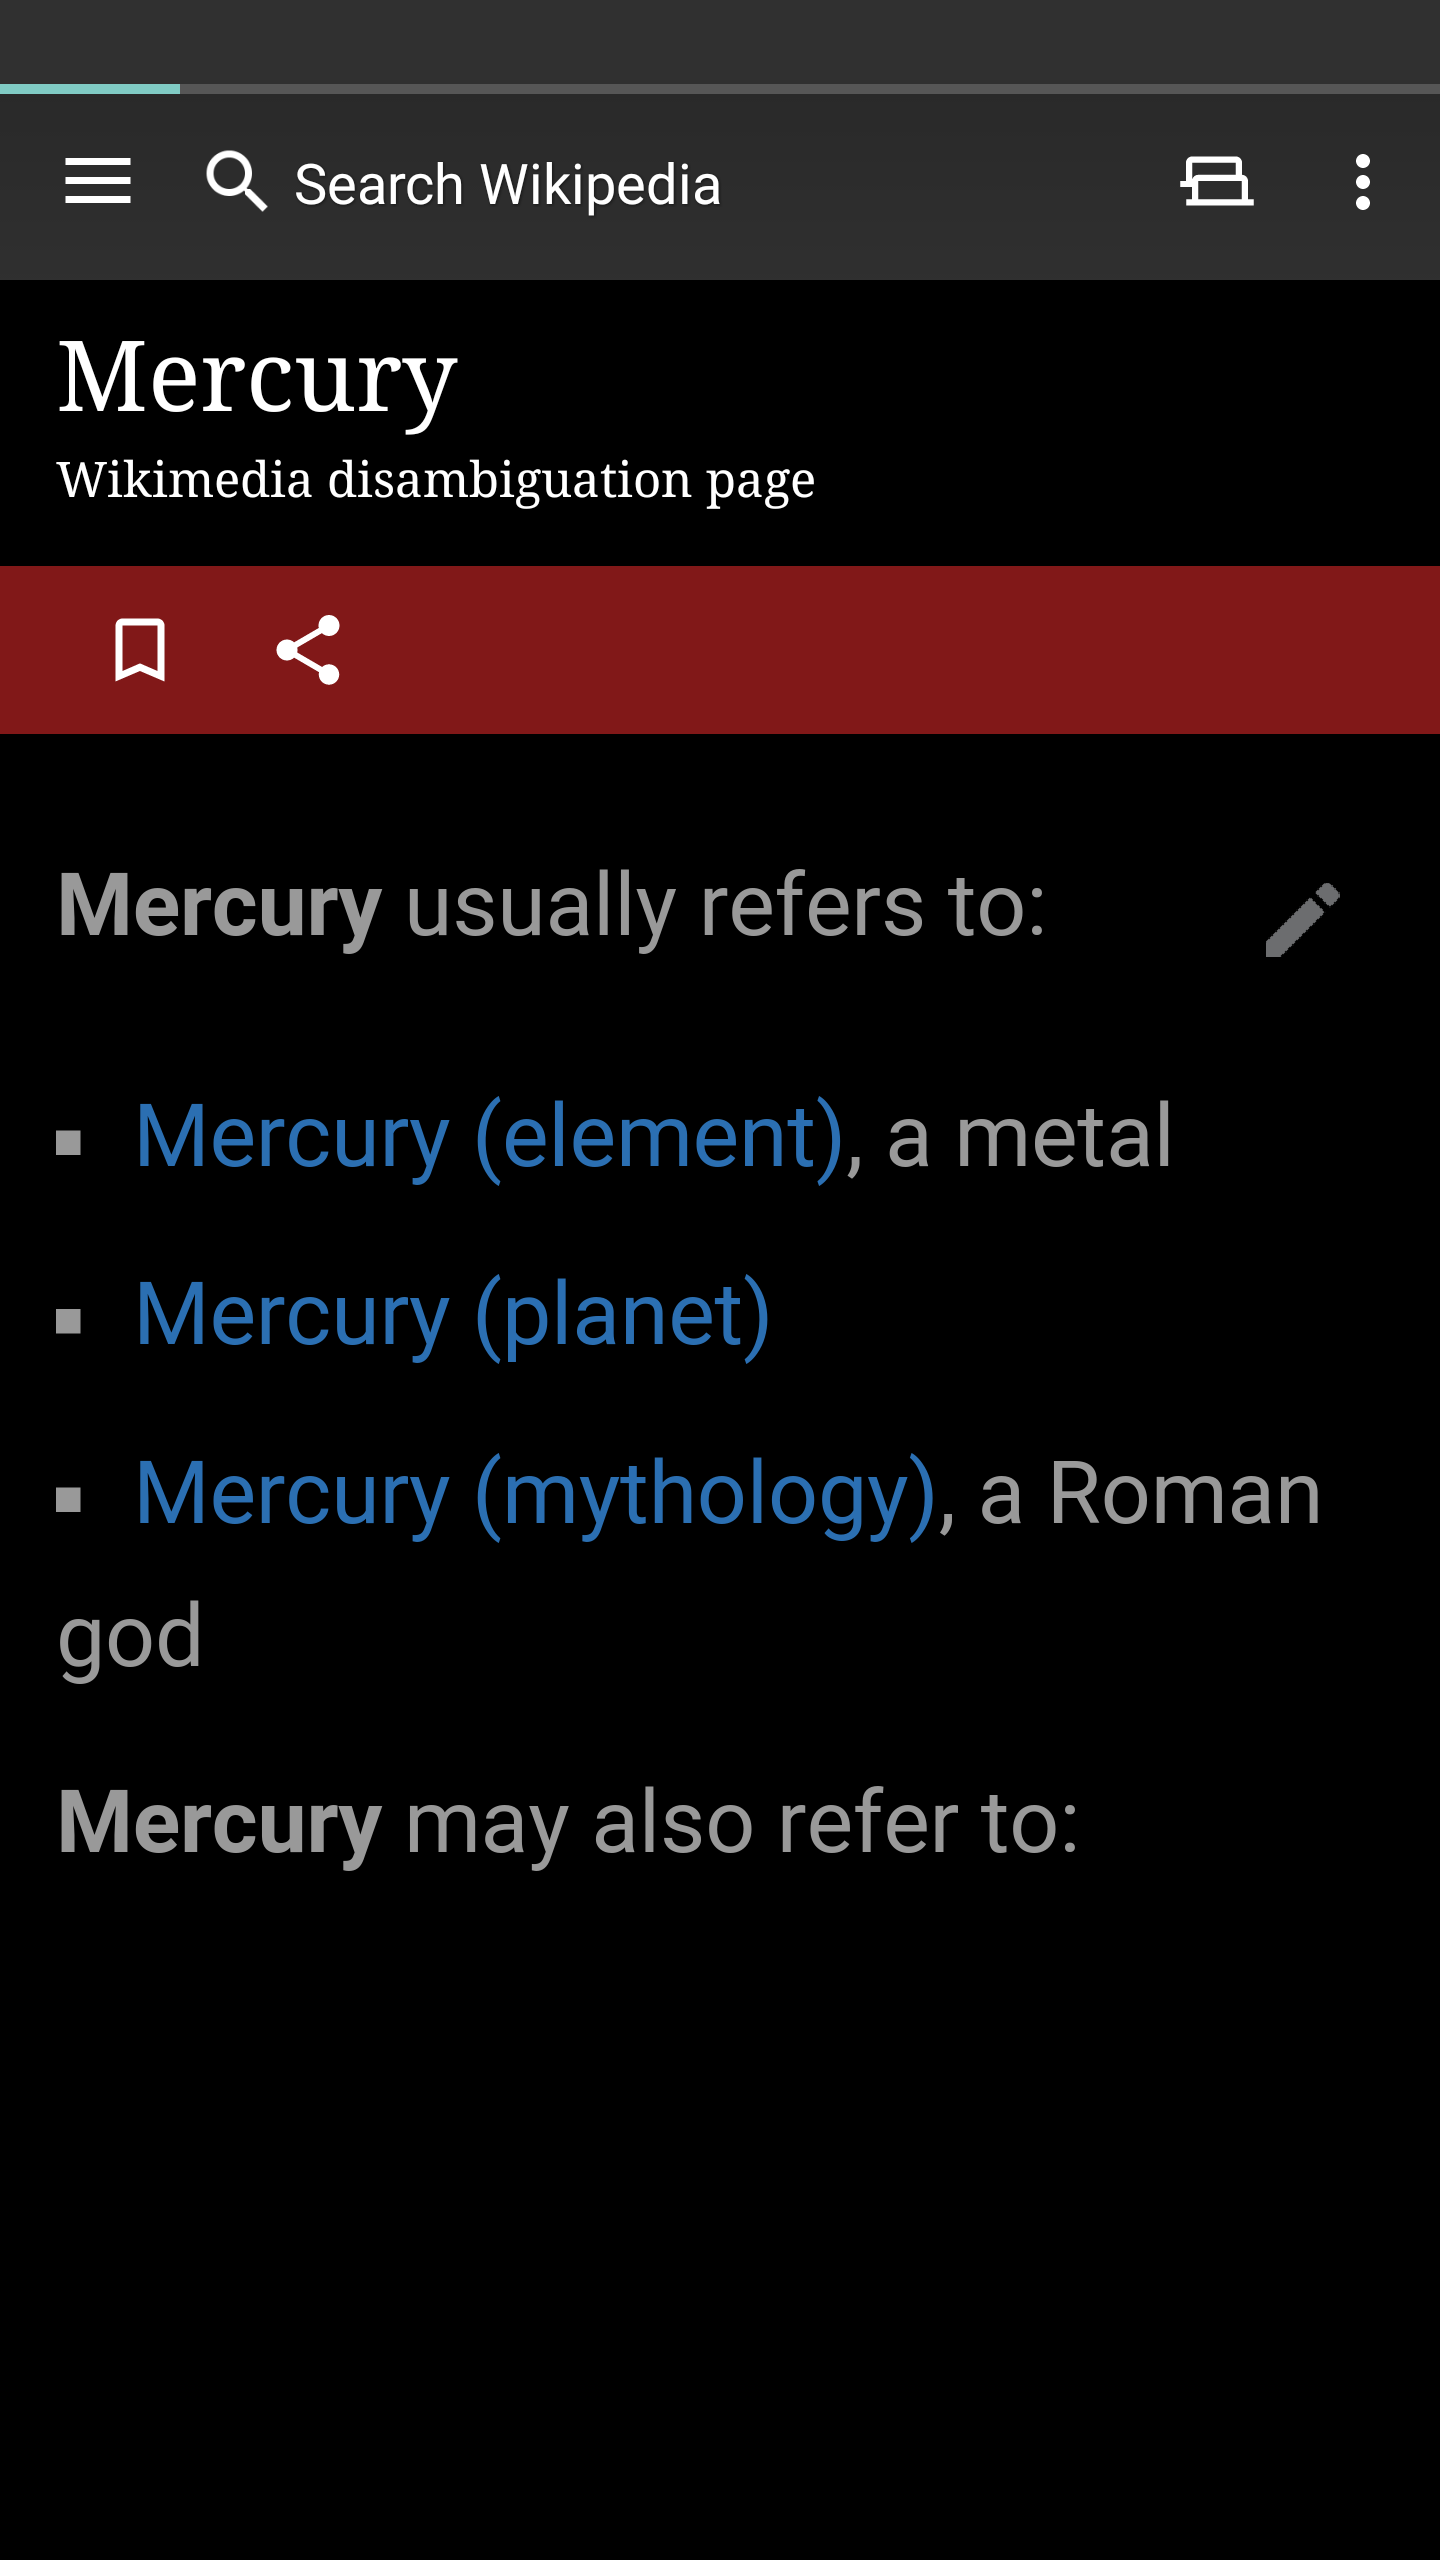 Search Wikipedia
Mercury
Wikimedia disambiguation page
Mercury usually refers to:
▪ Mercury (element), a metal
▪ Mercury (planet)
▪ Mercury (mythology), a Roman
god
Mercury may also refer to: